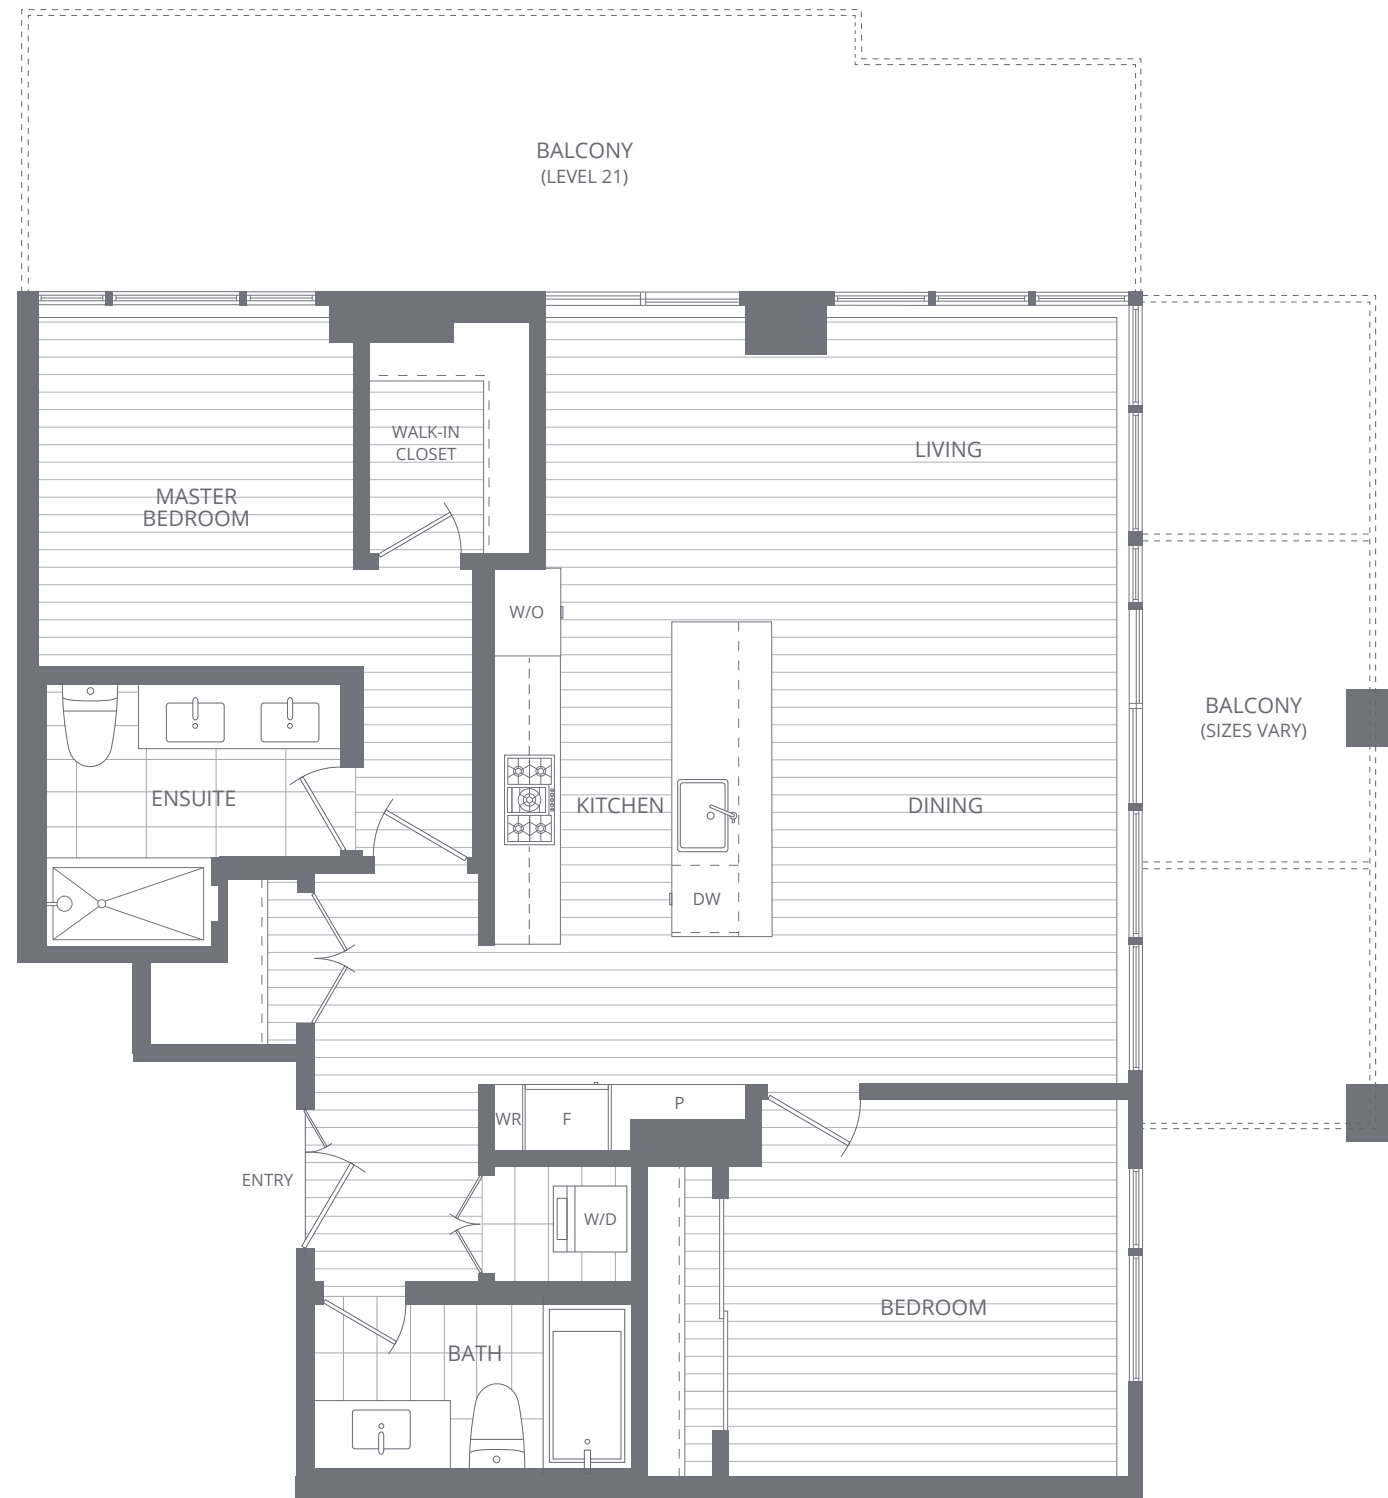 BALCONY
(LEVEL 21)
WALK-IN
CLOSET
LIVING
MASTER
BEDROOM
W/O
BALCONY
(SIZES VARY)
ENSUITE
KITCHEN
DINING
DW
WR
F
P
ENTRY
W/D
BEDROOM
BATH